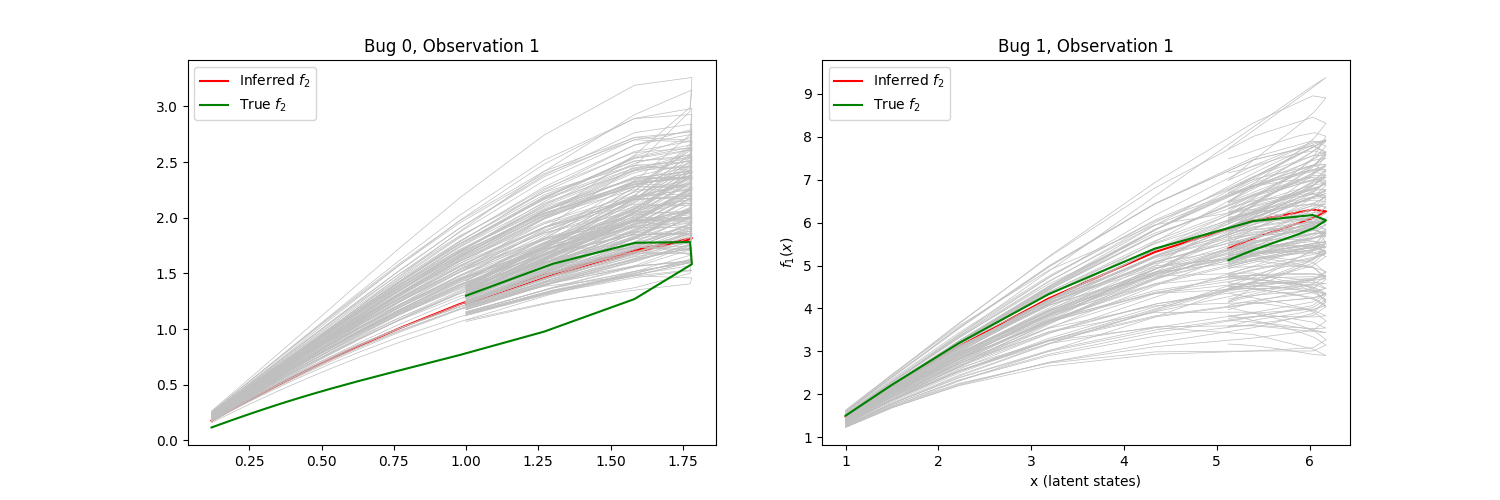 Bug 0, Observation 1
Inferred f₂
True f₂
3.0
2.5
2.0
1.5
1.0
0.5
0.0
0.25 0.50 0.75 1.00 1.25 1.50 1.75
Bug 1, Observation 1
Inferred f₂
True f₂
9
8
7
6
5
4
3
2
1
f₁(x)
1 2 3 4 5 6
x (latent states)